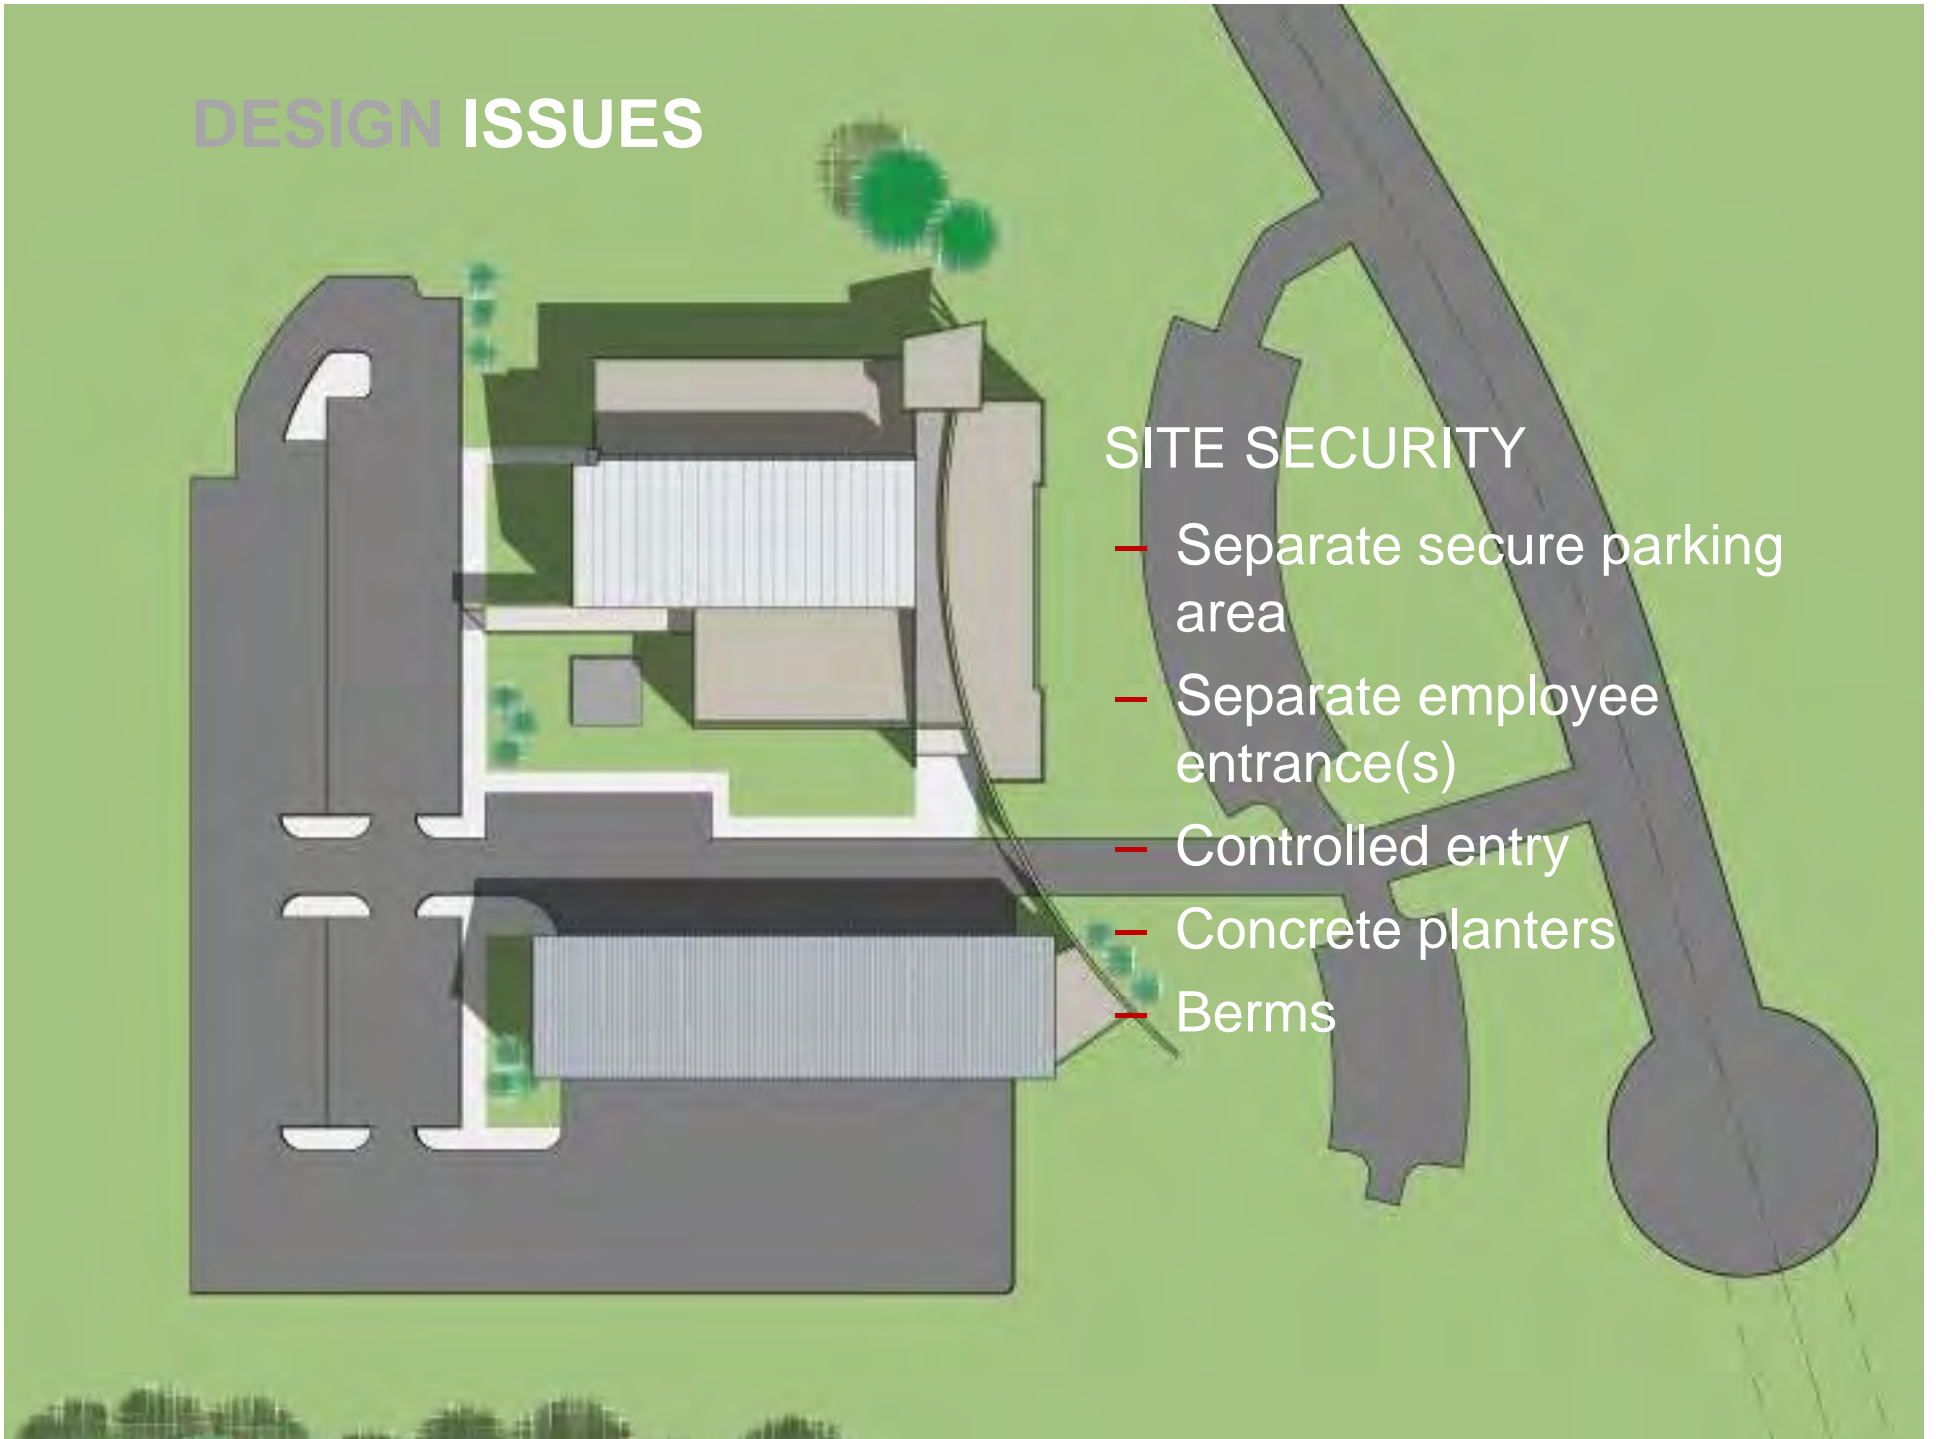 DESIGN ISSUES
SITE SECURITY
– Separate secure parking
area
– Separate employee
entrance(s)
– Controlled entry
– Concrete planters
– Berms